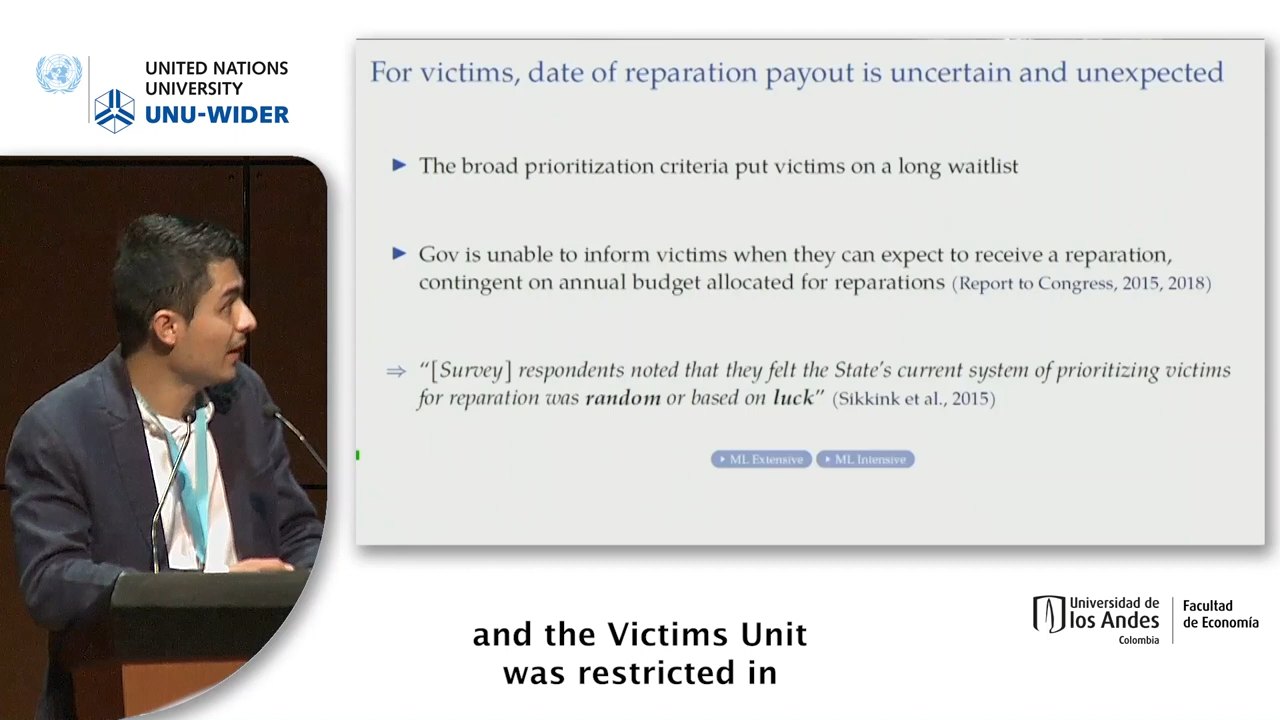 UNITED NATIONS
UNIVERSITY
UNU-WIDER
For victims, date of reparation payout is uncertain and unexpected
The broad prioritization criteria put victims on a long waitlist
Gov is unable to inform victims when they can expect to receive a reparation,
contingent on annual budget allocated for reparations (Report to Congress, 2015, 2018)
⇒ “[Survey] respondents noted that they felt the State’s current system of prioritizing victims
for reparation was random or based on luck” (Sikkink et al., 2015)
ML Extensive ML Intensive
and the Victims Unit
was restricted in
Universidad de
los Andes
Colombia
Facultad
de Economía